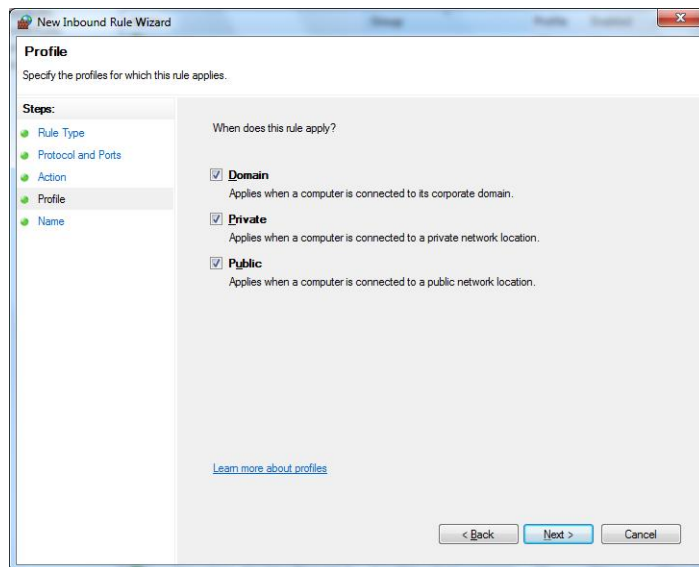 New Inbound Rule Wizard
Group Profile Enabled
Profile
Specify the profiles for which this rule applies.
Steps:
Rule Type
Protocol and Ports
Action
Profile
Name
When does this rule apply?
Domain
Applies when a computer is connected to its corporate domain.
Private
Applies when a computer is connected to a private network location.
Public
Applies when a computer is connected to a public network location.
Learn more about profiles
< Back Next > Cancel